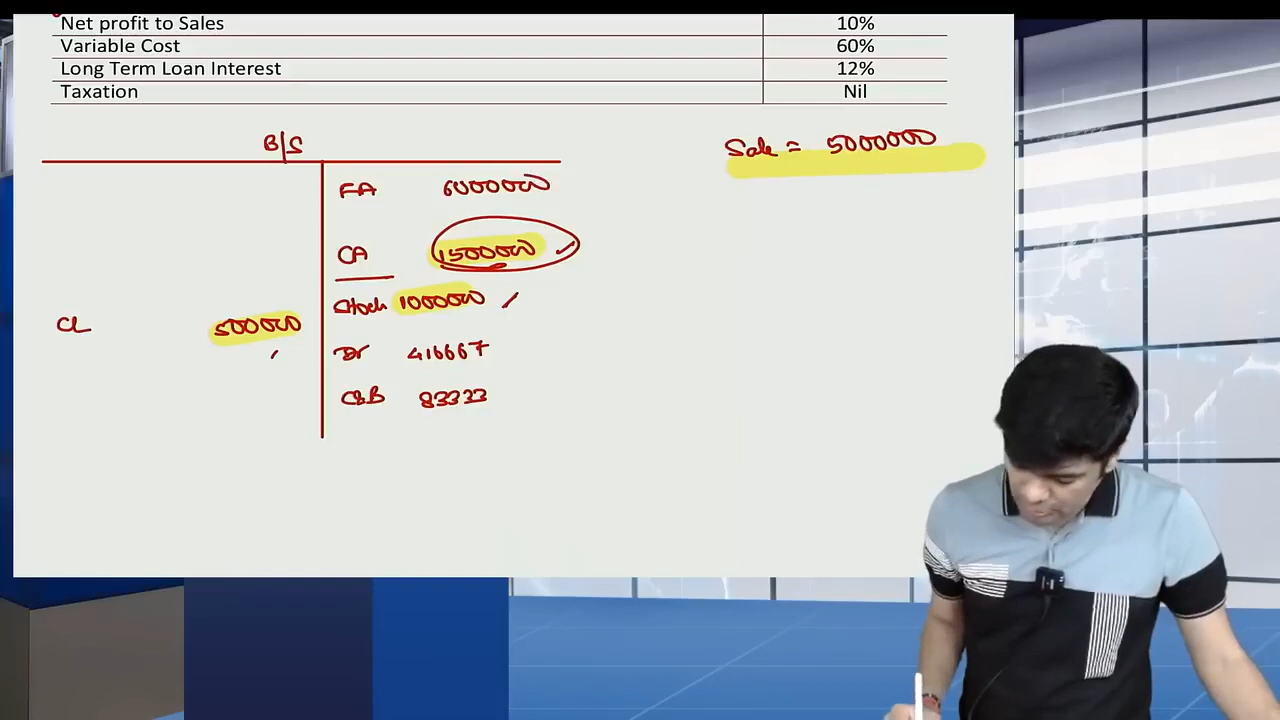 Net profit to Sales 10%
Variable Cost 60%
Long Term Loan Interest 12%
Taxation Nil
B/S
Sale = 5000000
FA 6000000
CA 1500000
Stock 1000000
CL 500000
Dr 416667
C&B 83333